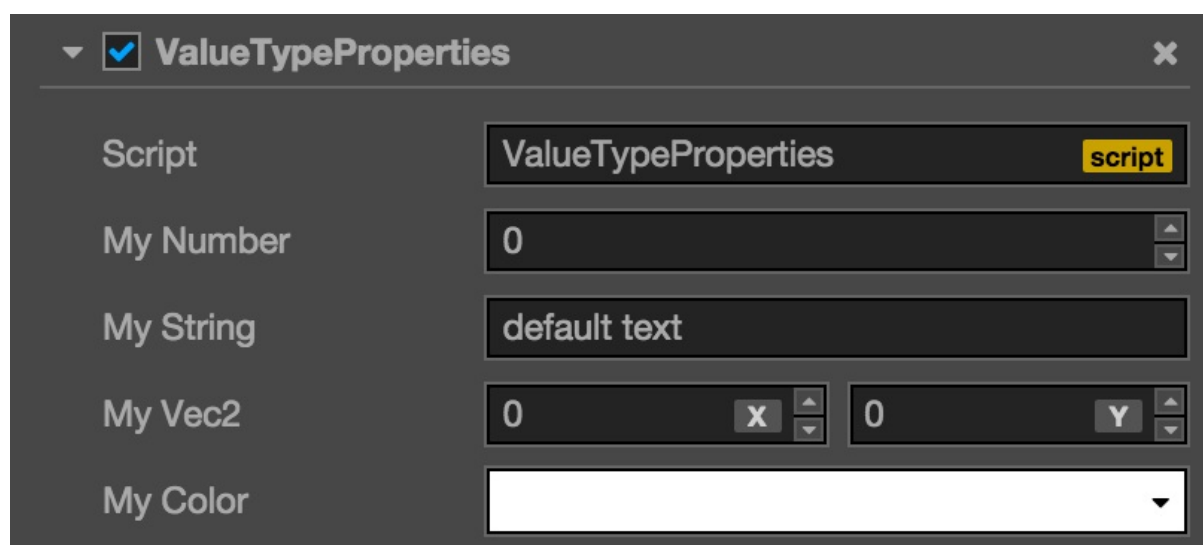 ValueTypeProperties
Script ValueTypeProperties script
My Number 0
My String default text
My Vec2 0 X 0 Y
My Color